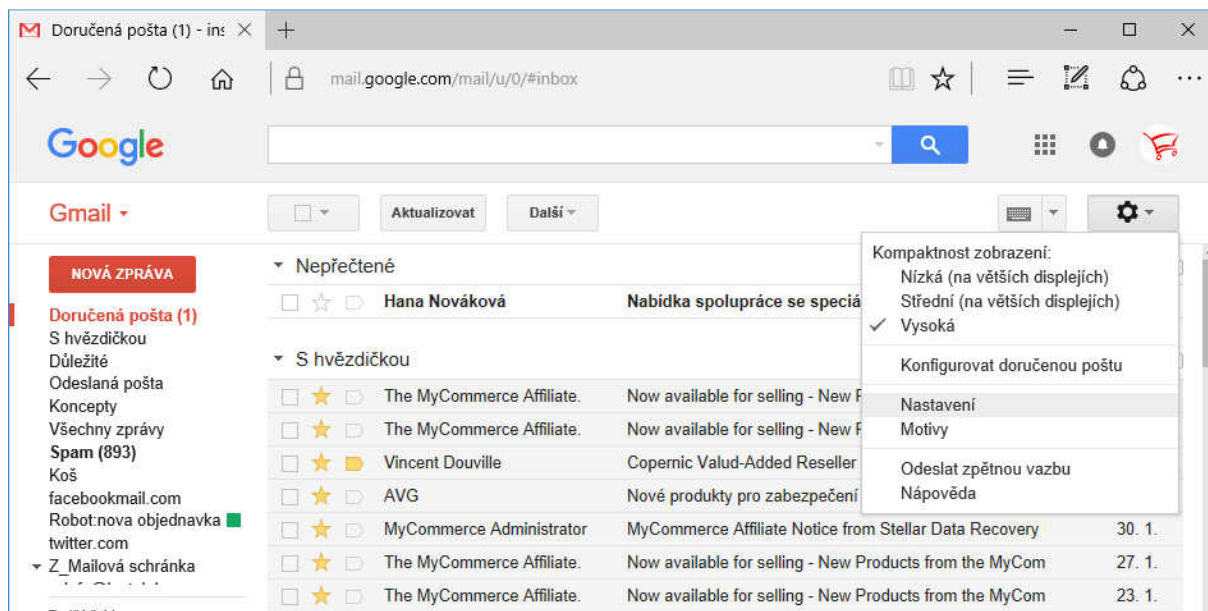 Doručená pošta (1) - ins
mail.google.com/mail/u/0/#inbox
Google
Gmail
Aktualizovat
Další
NOVÁ ZPRÁVA
Doručená pošta (1)
S hvězdičkou
Důležité
Odeslaná pošta
Koncepty
Všechny zprávy
Spam (893)
Koš
facebookmail.com
Robot:nova objednavka
twitter.com
Z_Mailová schránka
Nepřečtené
Hana Nováková Nabídka spolupráce se speciá
S hvězdičkou
The MyCommerce Affiliate. Now available for selling - New P
The MyCommerce Affiliate. Now available for selling - New P
Vincent Douville Copernic Valud-Added Reseller
AVG Nové produkty pro zabezpečení
MyCommerce Administrator MyCommerce Affiliate Notice from Stellar Data Recovery 30. 1.
The MyCommerce Affiliate. Now available for selling - New Products from the MyCom 27. 1.
The MyCommerce Affiliate. Now available for selling - New Products from the MyCom 23. 1.
Kompaktnost zobrazení:
Nízká (na větších displejích)
Střední (na větších displejích)
Vysoká
Konfigurovat doručenou poštu
Nastavení
Motivy
Odeslat zpětnou vazbu
Nápověda